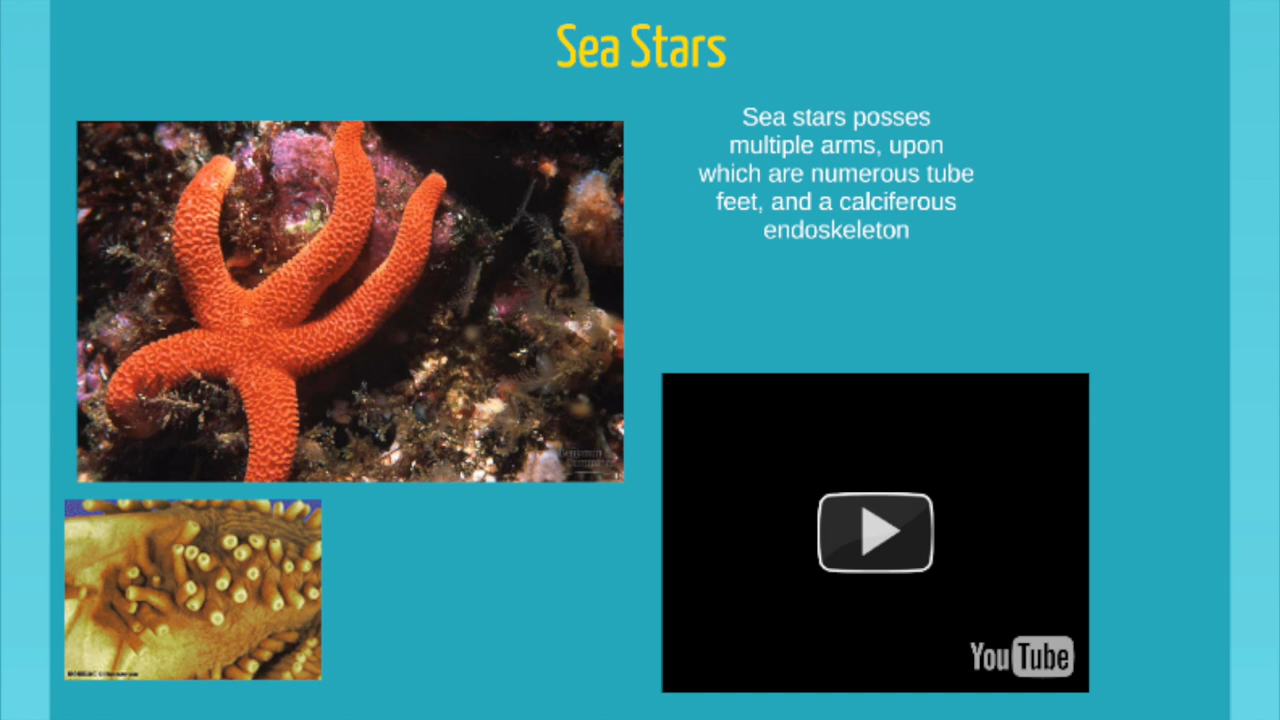 Sea Stars
Sea stars posses
multiple arms, upon
which are numerous tube
feet, and a calciferous
endoskeleton
YouTube